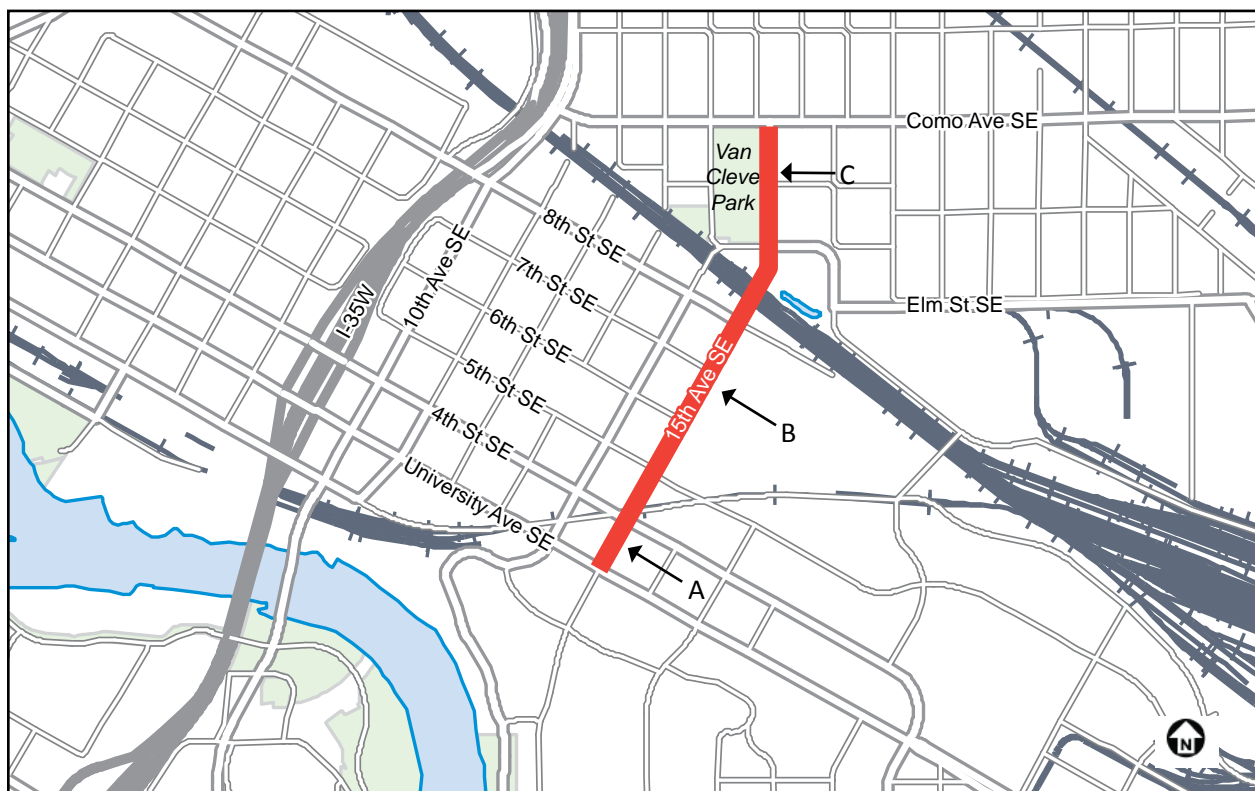 Como Ave SE
Van
Cleve
Park
C
8th St SE
7th St SE
10th Ave SE
I-35W
6th St SE
Elm St SE
5th St SE
15th Ave SE
B
4th St SE
University Ave SE
A
N